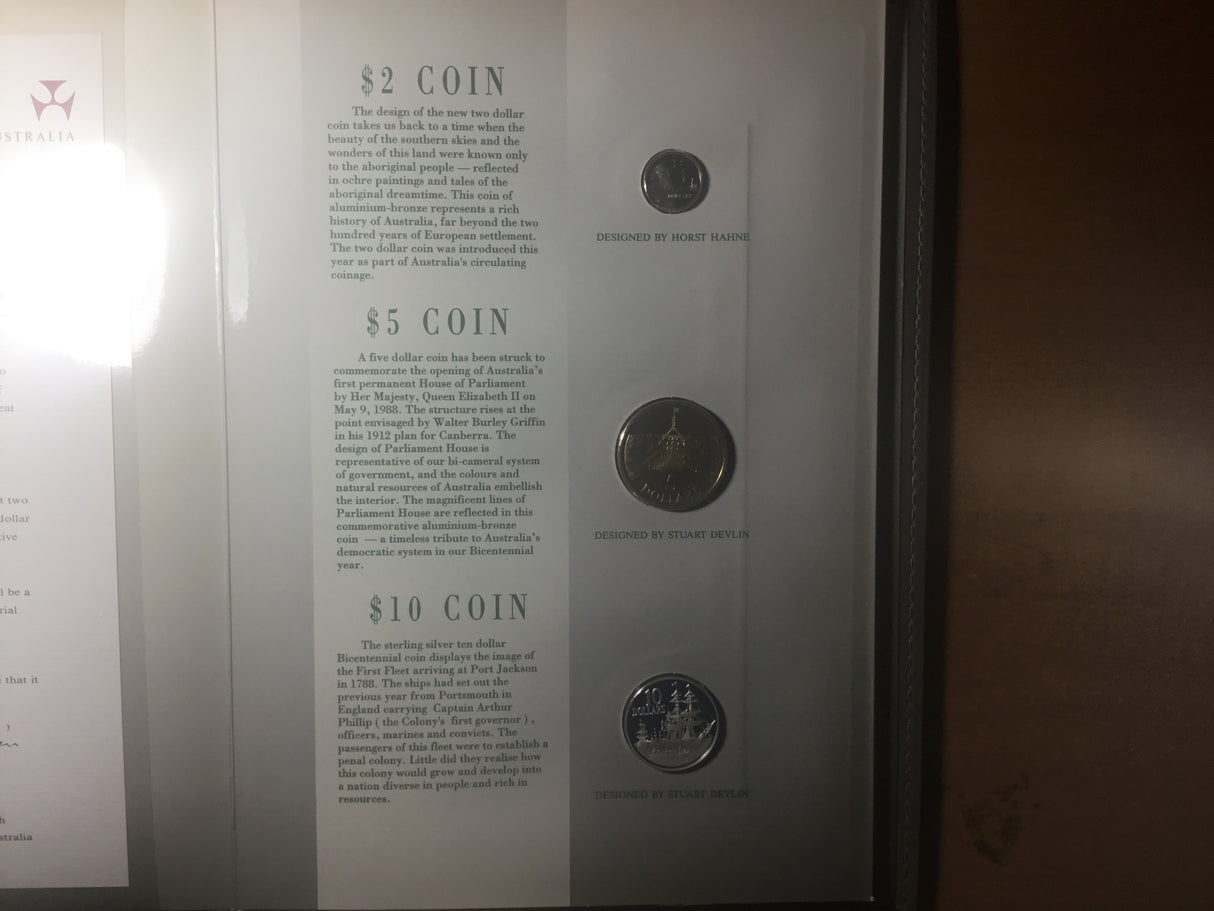 USTRALIA
o
f
eat
t two
dollar
ive
l be a
rial
that it
h
stralia
$2 COIN
The design of the new two dollar
coin takes us back to a time when the
beauty of the southern skies and the
wonders of this land were known only
to the aboriginal people — reflected
in ochre paintings and tales of the
aboriginal dreamtime. This coin of
aluminium-bronze represents a rich
history of Australia, far beyond the two
hundred years of European settlement.
The two dollar coin was introduced this
year as part of Australia's circulating
coinage.
DOLLARS
DESIGNED BY HORST HAHNE
$5 COIN
A five dollar coin has been struck to
commemorate the opening of Australia's
first permanent House of Parliament
by Her Majesty, Queen Elizabeth II on
May 9, 1988. The structure rises at the
point envisaged by Walter Burley Griffin
in his 1912 plan for Canberra. The
design of Parliament House is
representative of our bi-cameral system
of government, and the colours and
natural resources of Australia embellish
the interior. The magnificent lines of
Parliament House are reflected in this
commemorative aluminium-bronze
coin — a timeless tribute to Australia's
democratic system in our Bicentennial
year.
DOLLARS
DESIGNED BY STUART DEVLIN
$10 COIN
The sterling silver ten dollar
Bicentennial coin displays the image of
the First Fleet arriving at Port Jackson
in 1788. The ships had set out the
previous year from Portsmouth in
England carrying Captain Arthur
Phillip ( the Colony's first governor ) ,
officers, marines and convicts. The
passengers of this fleet were to establish a
penal colony. Little did they realise how
this colony would grow and develop into
a nation diverse in people and rich in
resources.
10
DOLLARS
DESIGNED BY STUART DEVLIN